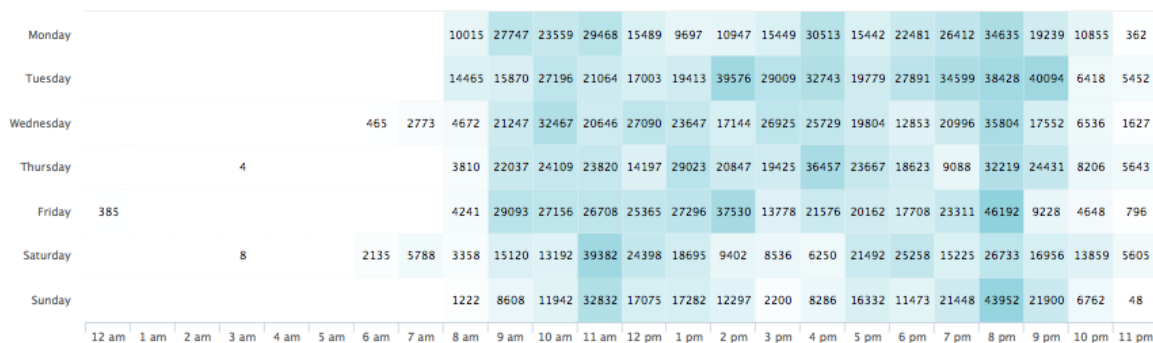 Monday 10015 27747 23559 29468 15489 9697 10947 15449 30513 15442 22481 26412 34635 19239 10855 362
Tuesday 14465 15870 27196 21064 17003 19413 39576 29009 32743 19779 27891 34599 38428 40094 6418 5452
Wednesday 465 2773 4672 21247 32467 20646 27090 23647 17144 26925 25729 19804 12853 20996 35804 17552 6536 1627
Thursday 4 3810 22037 24109 23820 14197 29023 20847 19425 36457 23667 18623 9088 32219 24431 8206 5643
Friday 385 4241 29093 27156 26708 25365 27296 37530 13778 21576 20162 17708 23311 46192 9228 4648 796
Saturday 8 2135 5788 3358 15120 13192 39382 24398 18695 9402 8536 6250 21492 25258 15225 26733 16956 13859 5605
Sunday 1222 8608 11942 32832 17075 17282 12297 2200 8286 16332 11473 21448 43952 21900 6762 48
12 am 1 am 2 am 3 am 4 am 5 am 6 am 7 am 8 am 9 am 10 am 11 am 12 pm 1 pm 2 pm 3 pm 4 pm 5 pm 6 pm 7 pm 8 pm 9 pm 10 pm 11 pm